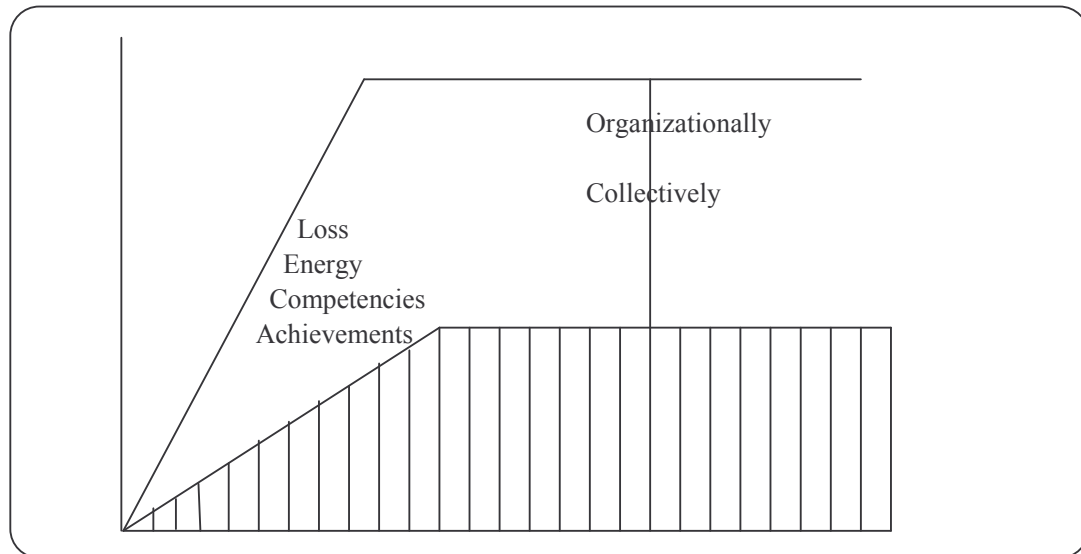 Organizationally
Collectively
Loss
Energy
Competencies
Achievements